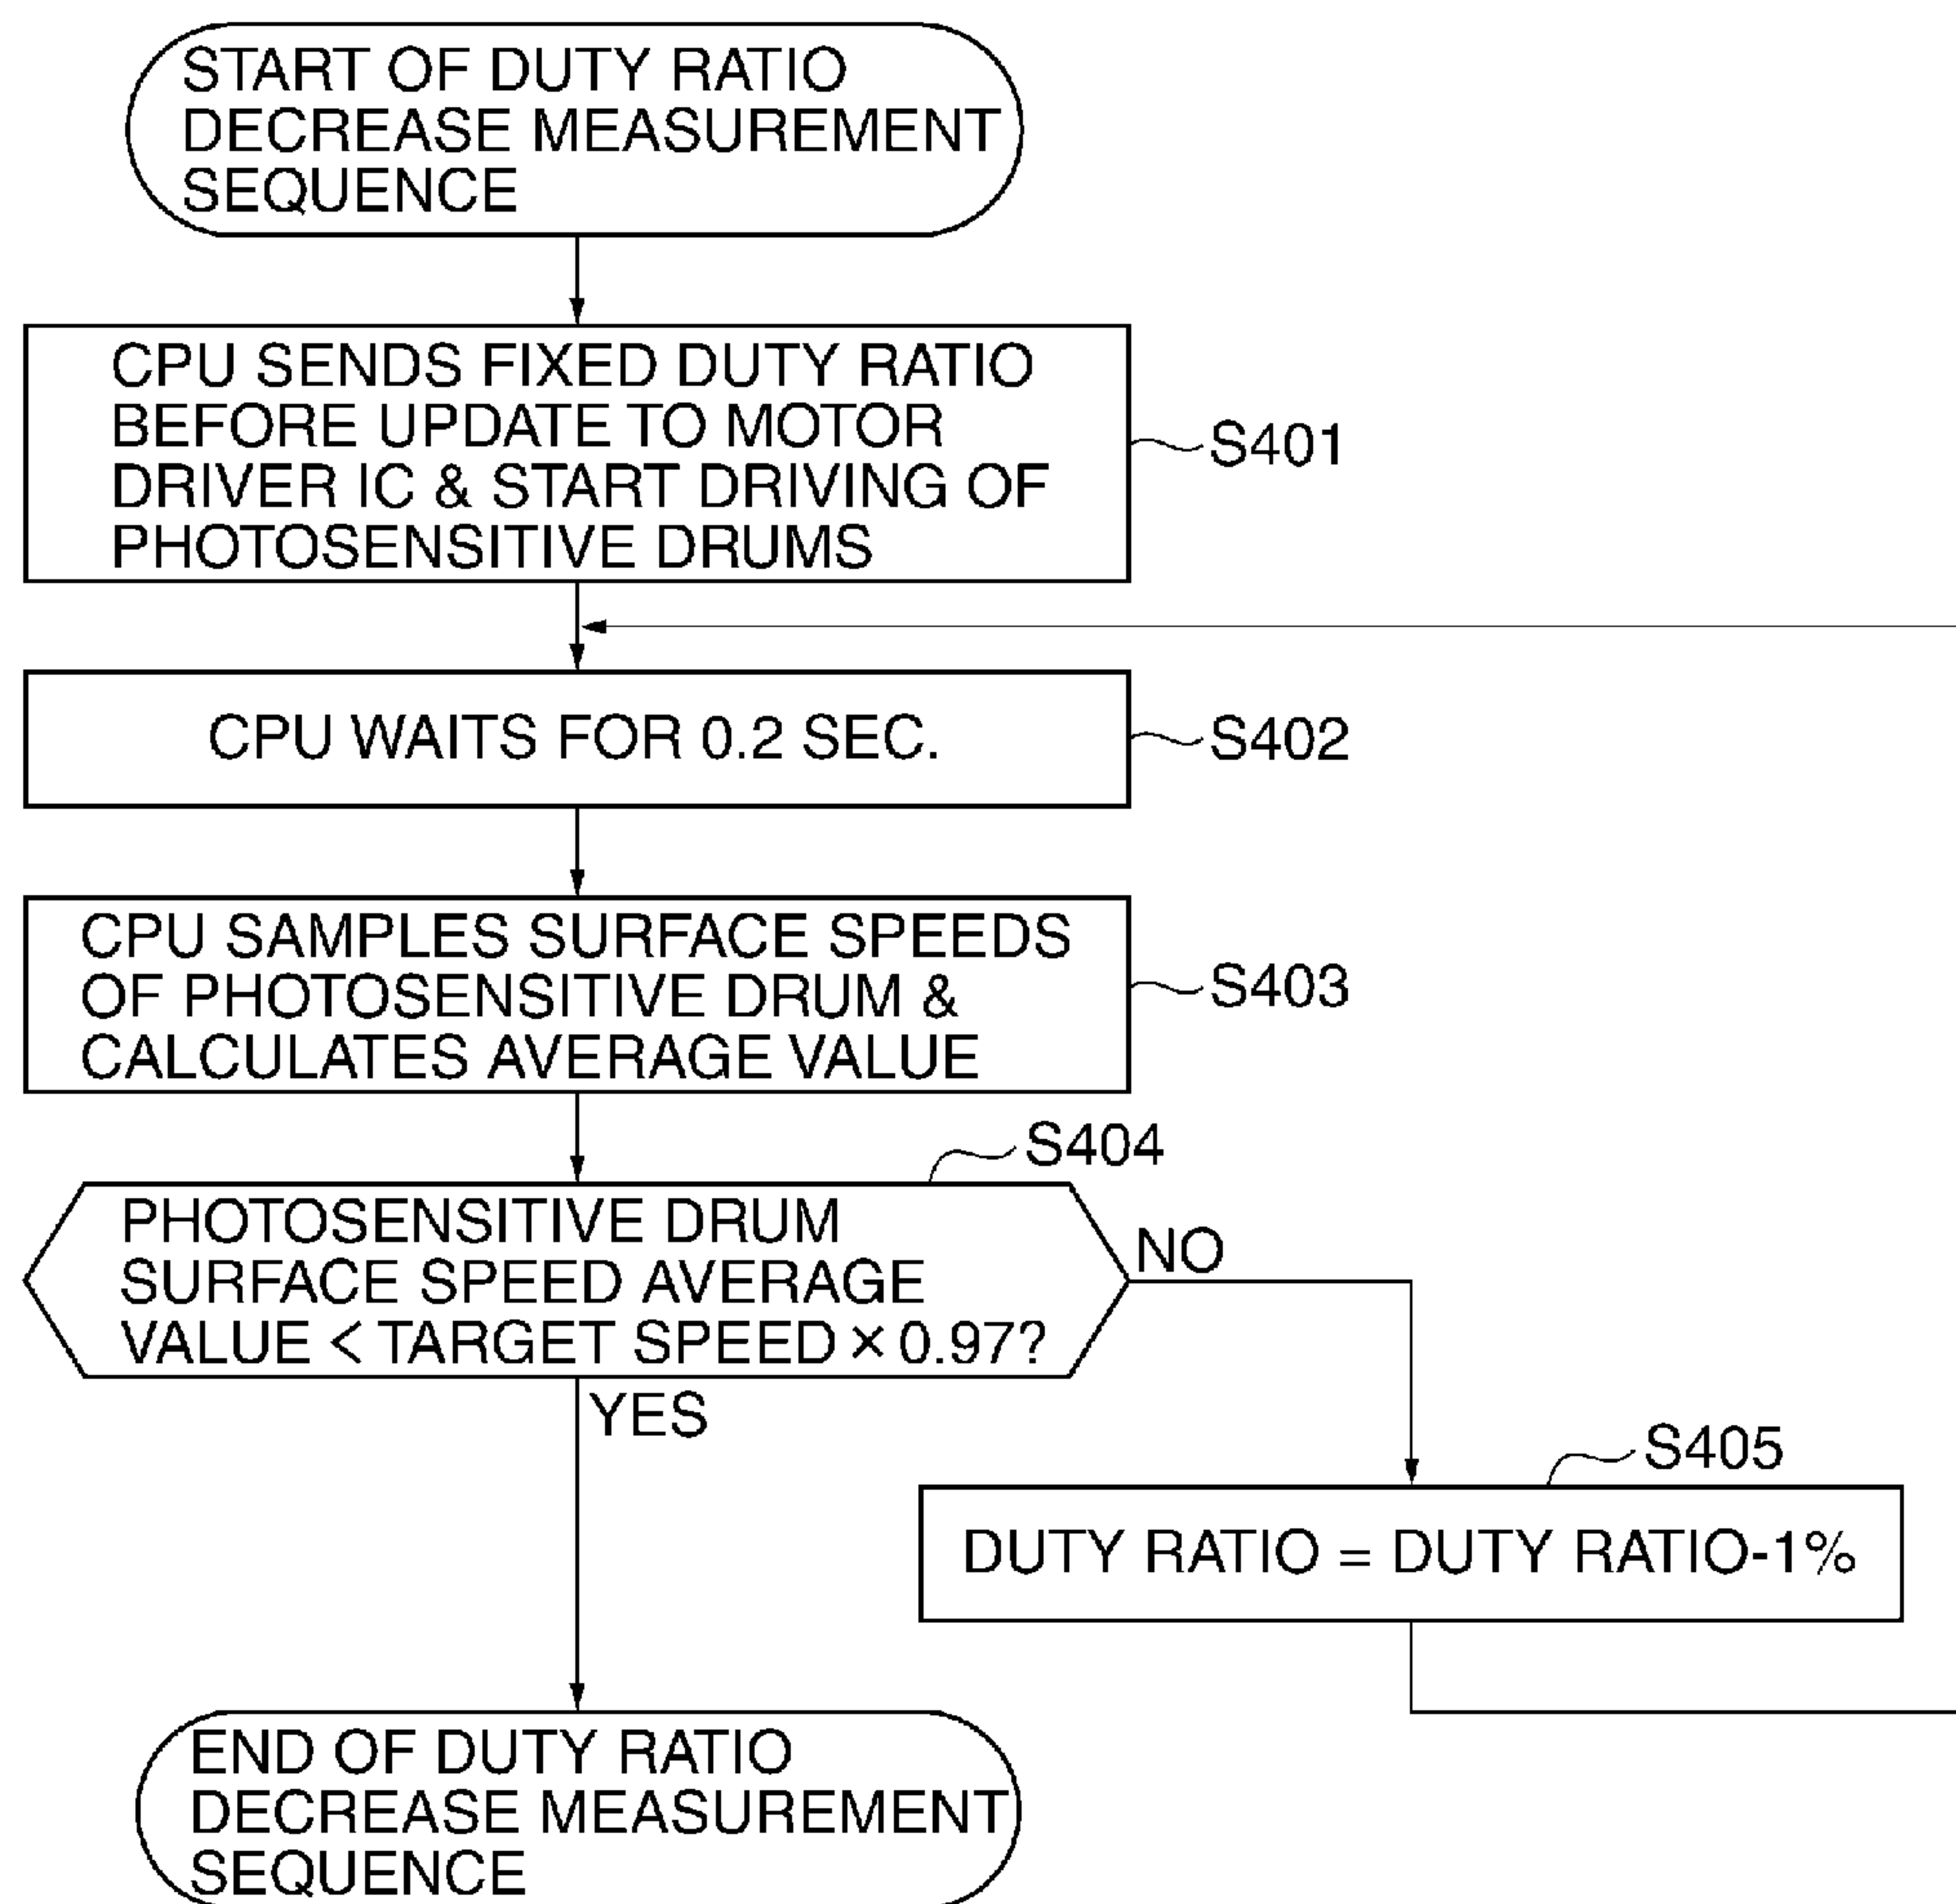 START OF DUTY RATIO
DECREASE MEASUREMENT
SEQUENCE
CPU SENDS FIXED DUTY RATIO
BEFORE UPDATE TO MOTOR
DRIVER IC & START DRIVING OF
PHOTOSENSITIVE DRUMS
S401
CPU WAITS FOR 0.2 SEC.
S402
CPU SAMPLES SURFACE SPEEDS
OF PHOTOSENSITIVE DRUM &
CALCULATES AVERAGE VALUE
S403
S404
PHOTOSENSITIVE DRUM
SURFACE SPEED AVERAGE
VALUE < TARGET SPEED × 0.97?
NO
YES
S405
DUTY RATIO = DUTY RATIO-1%
END OF DUTY RATIO
DECREASE MEASUREMENT
SEQUENCE